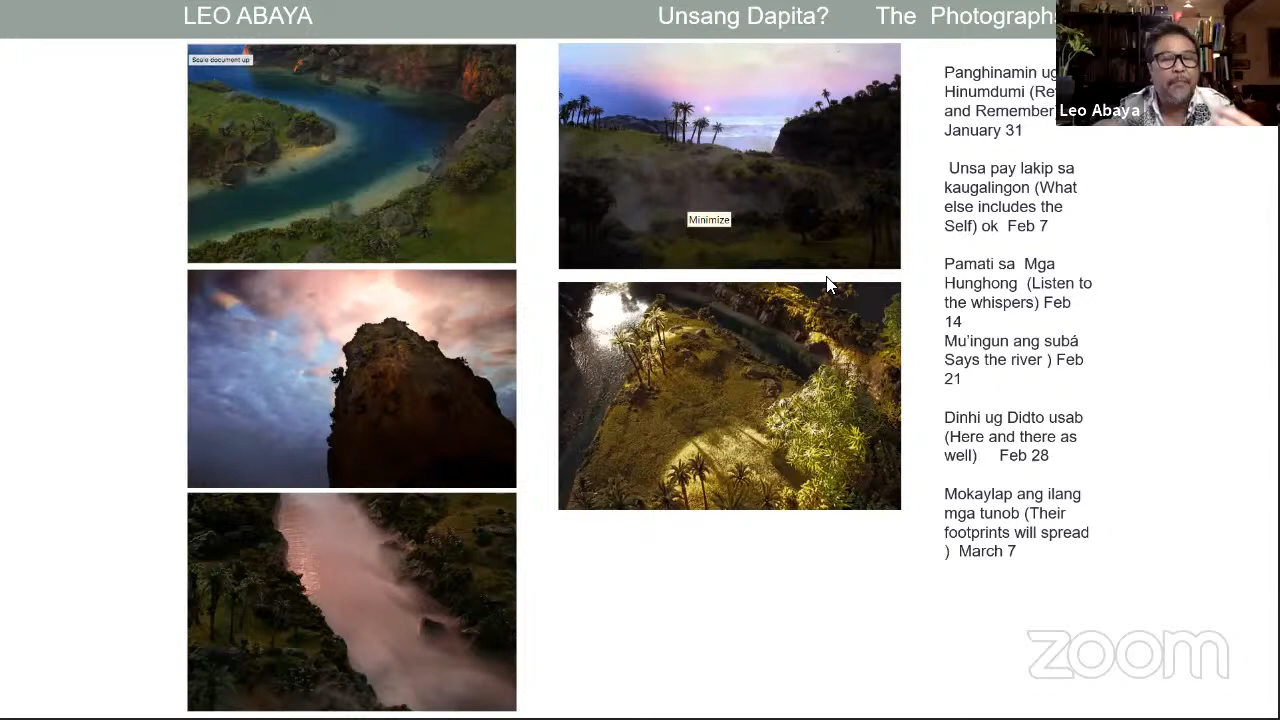 LEO ABAYA
Unsang Dapita? The Photographs
Scale document up
Minimize
Leo Abaya
Panghinamin ug
Hinumdumi (Re
and Remember
January 31
Unsa pay lakip sa
kaugalingon (What
else includes the
Self) ok Feb 7
Pamati sa Mga
Hunghong (Listen to
the whispers) Feb
14
Mu’ingun ang subá
Says the river ) Feb
21
Dinhi ug Didto usab
(Here and there as
well) Feb 28
Mokaylap ang ilang
mga tunob (Their
footprints will spread
) March 7
zoom